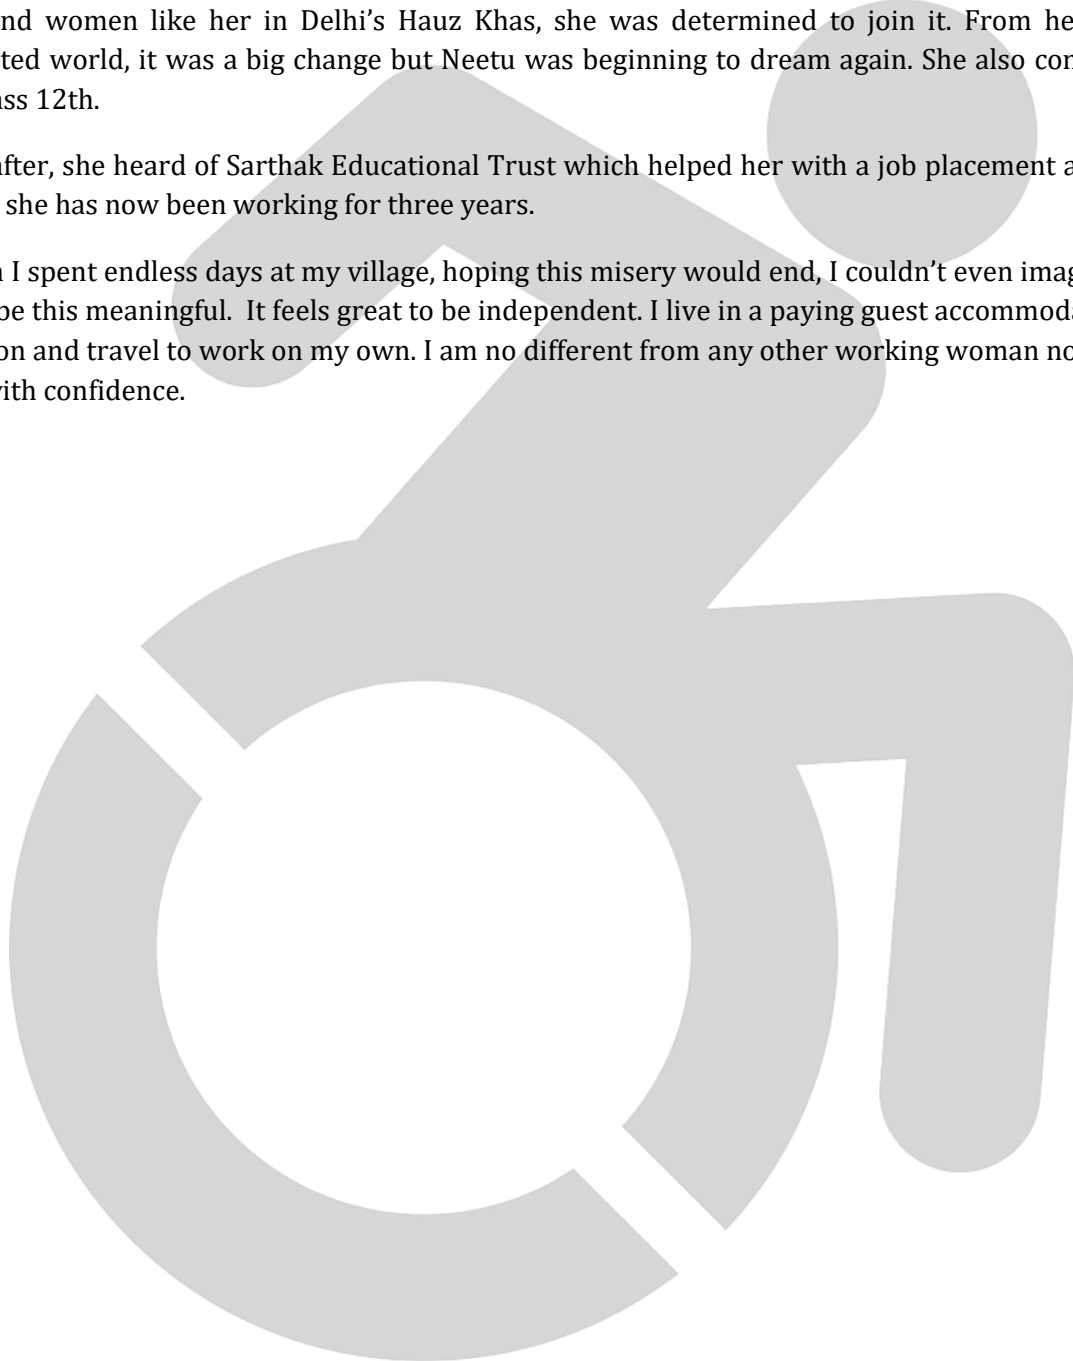 nd women like her in Delhi’s Hauz Khas, she was determined to join it. From he
ted world, it was a big change but Neetu was beginning to dream again. She also con
ss 12th.
fter, she heard of Sarthak Educational Trust which helped her with a job placement a
she has now been working for three years.
I spent endless days at my village, hoping this misery would end, I couldn’t even imag
be this meaningful.  It feels great to be independent. I live in a paying guest accommoda
on and travel to work on my own. I am no different from any other working woman no
with confidence.